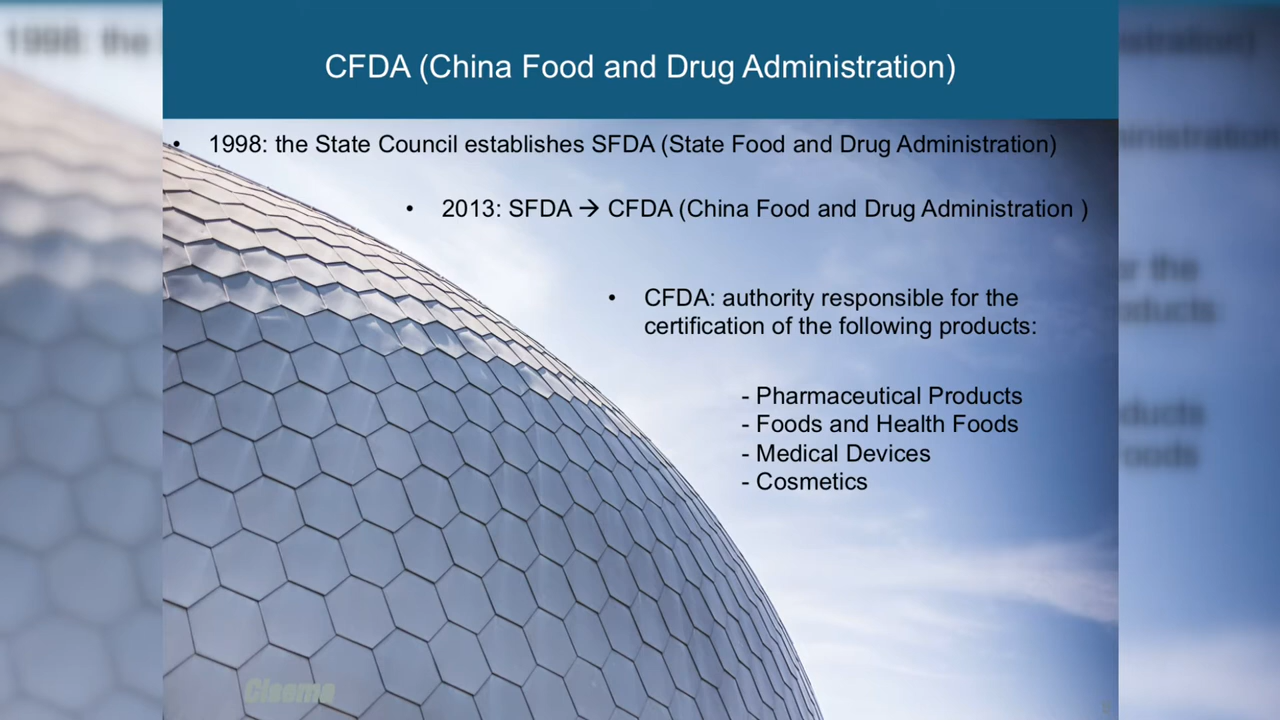 CFDA (China Food and Drug Administration)
• 1998: the State Council establishes SFDA (State Food and Drug Administration)
• 2013: SFDA → CFDA (China Food and Drug Administration )
• CFDA: authority responsible for the
certification of the following products:
- Pharmaceutical Products
- Foods and Health Foods
- Medical Devices
- Cosmetics
Cisema